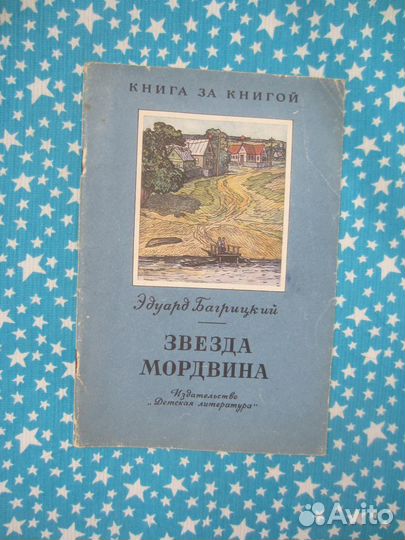 КНИГА ЗА КНИГОЙ
Эдуард Багрицкий
ЗВЕЗДА
МОРДВИНА
Издательство
„Детская литература“
Avito